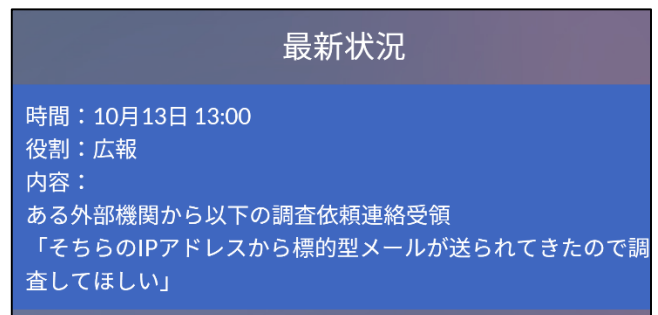 最新状況
時間：10月13日 13:00
役割：広報
内容：
ある外部機関から以下の調査依頼連絡受領
「そちらのIPアドレスから標的型メールが送られてきたので調
査してほしい」